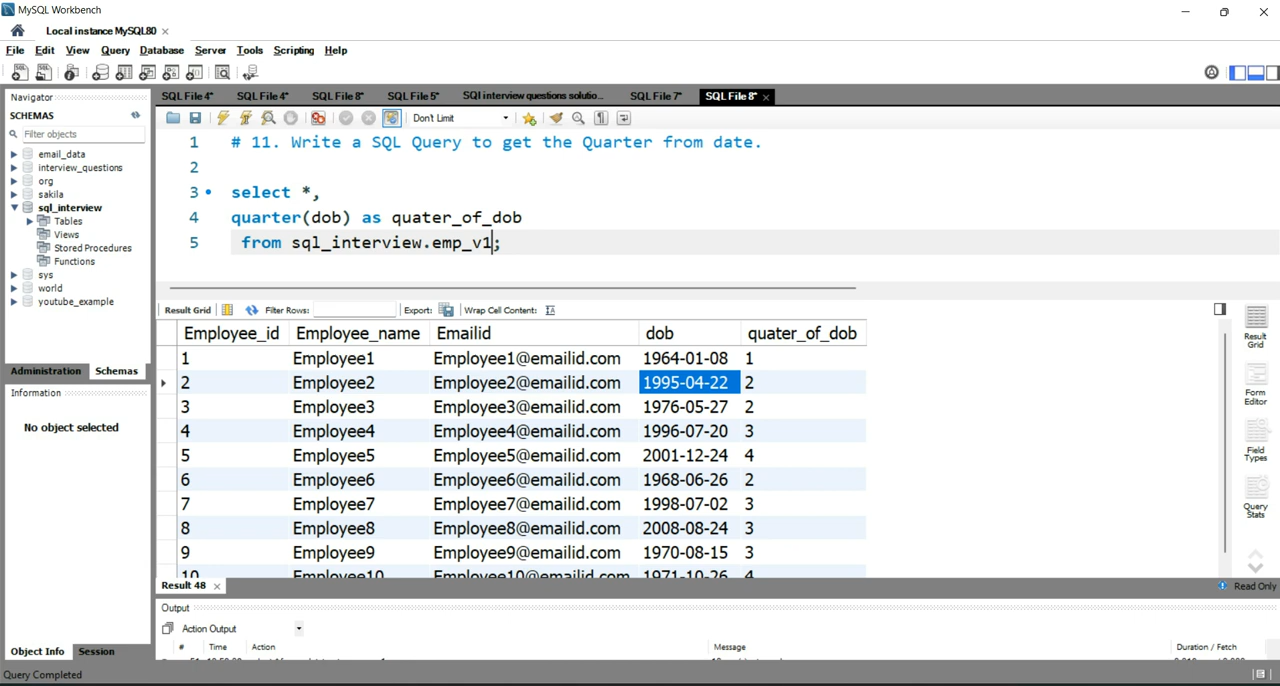 MySQL Workbench
Local instance MySQL80
File Edit View Query Database Server Tools Scripting Help
Navigator
SCHEMAS
Filter objects
email_data
interview_questions
org
sakila
sql_interview
Tables
Views
Stored Procedures
Functions
sys
world
youtube_example
Administration Schemas
Information
No object selected
Object Info Session
SQL File 4* SQL File 4* SQL File 8* SQL File 5* SQl interview questions solutio... SQL File 7* SQL File 8*
Don't Limit
1 # 11. Write a SQL Query to get the Quarter from date.
2
3 select *,
4 quarter(dob) as quater_of_dob
5 from sql_interview.emp_v1;
Result Grid Filter Rows: Export: Wrap Cell Content:
Employee_id Employee_name Emailid dob quater_of_dob
1 Employee1 Employee1@emailid.com 1964-01-08 1
2 Employee2 Employee2@emailid.com 1995-04-22 2
3 Employee3 Employee3@emailid.com 1976-05-27 2
4 Employee4 Employee4@emailid.com 1996-07-20 3
5 Employee5 Employee5@emailid.com 2001-12-24 4
6 Employee6 Employee6@emailid.com 1968-06-26 2
7 Employee7 Employee7@emailid.com 1998-07-02 3
8 Employee8 Employee8@emailid.com 2008-08-24 3
9 Employee9 Employee9@emailid.com 1970-08-15 3
10 Employee10 Employee10@emailid.com 1971-10-26 4
Result Grid
Form Editor
Field Types
Query Stats
Result 48
Read Only
Output
Action Output
# Time Action Message Duration / Fetch
Query Completed